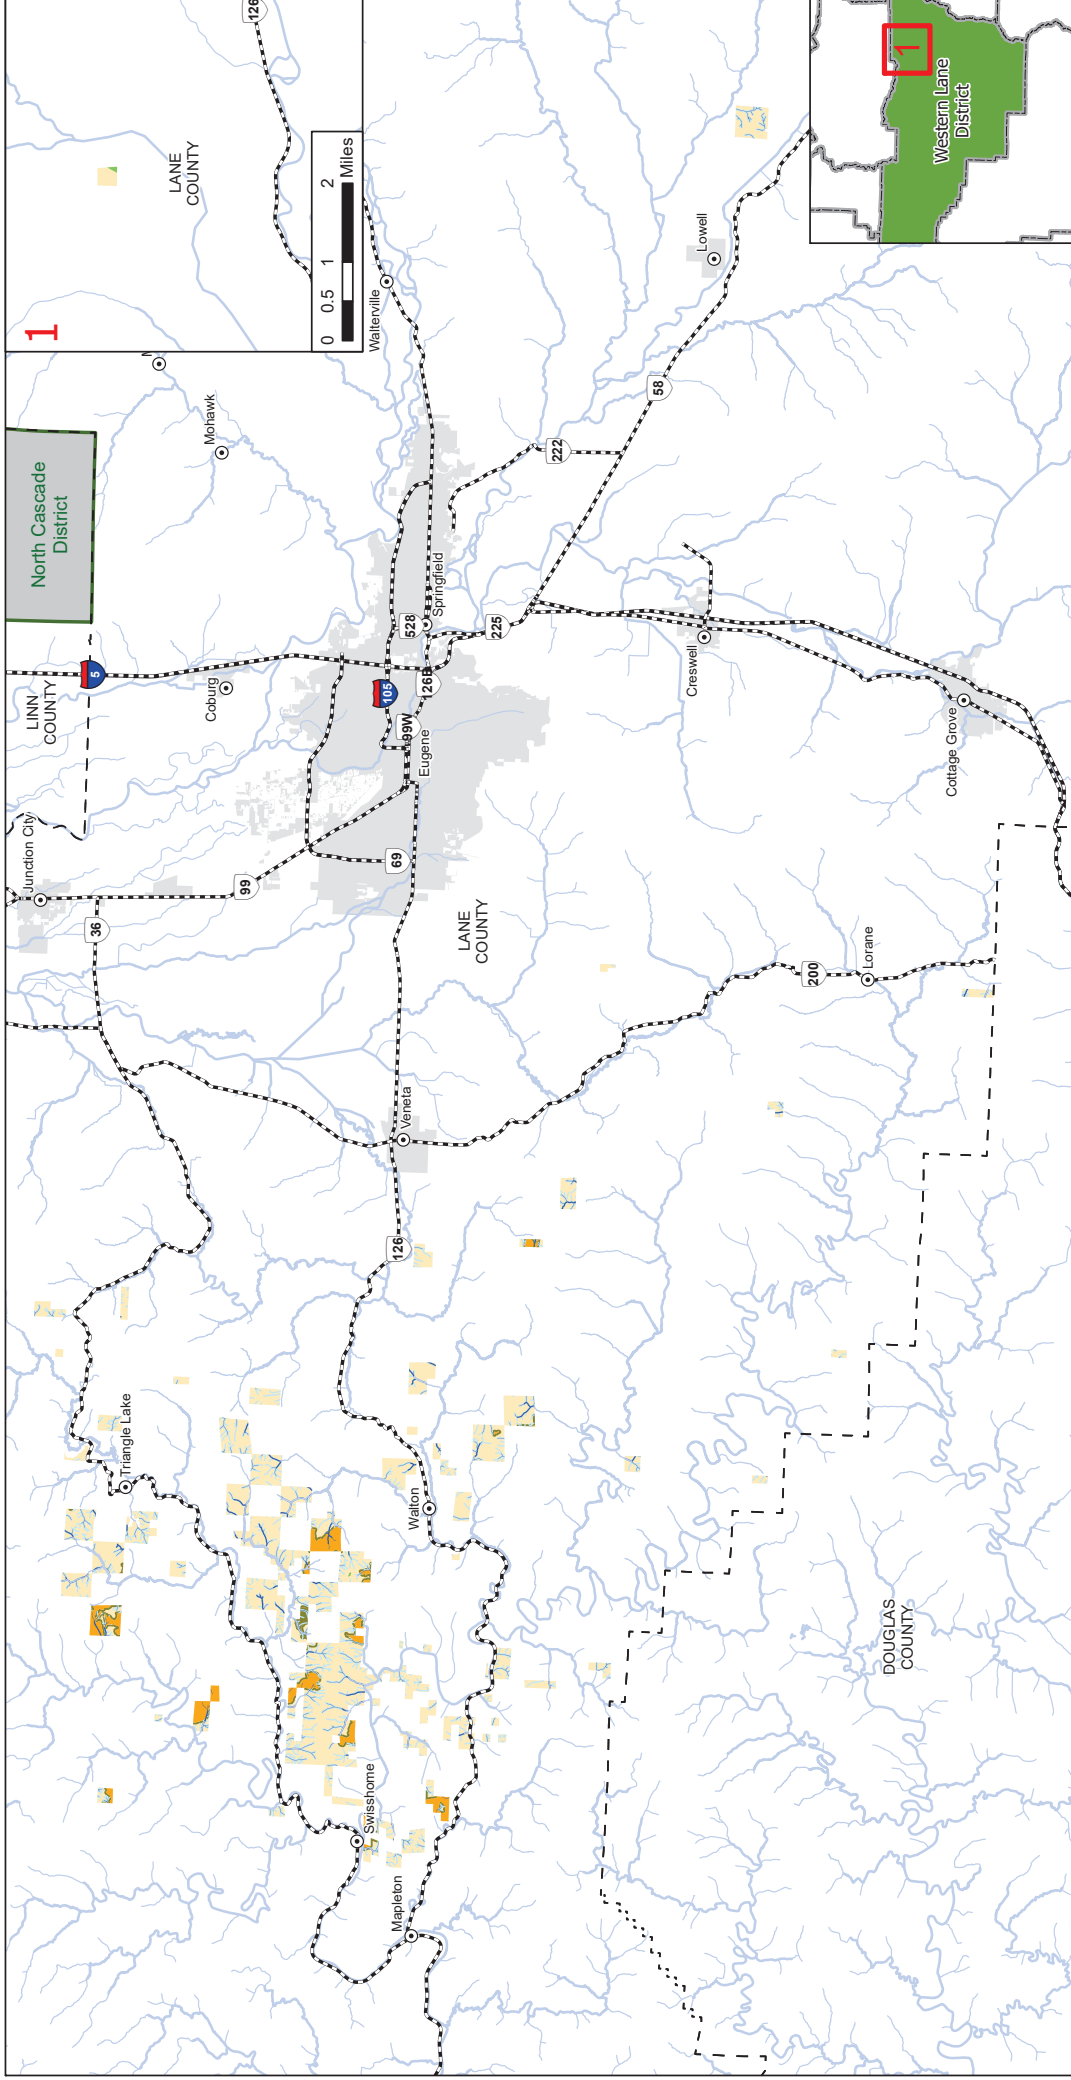 1
LANE
COUNTY
126
0 0.5 1 2
Miles
Walterville
North Cascade
District
Mohawk
LINN
COUNTY
5
Coburg
Junction City
36
99
69
105
528
Springfield
126B
99W
Eugene
225
222
58
Lowell
Western Lane
District
1
Creswell
Cottage Grove
LANE
COUNTY
200
Lorane
Veneta
126
Triangle Lake
Walton
Swisshome
Mapleton
DOUGLAS
COUNTY